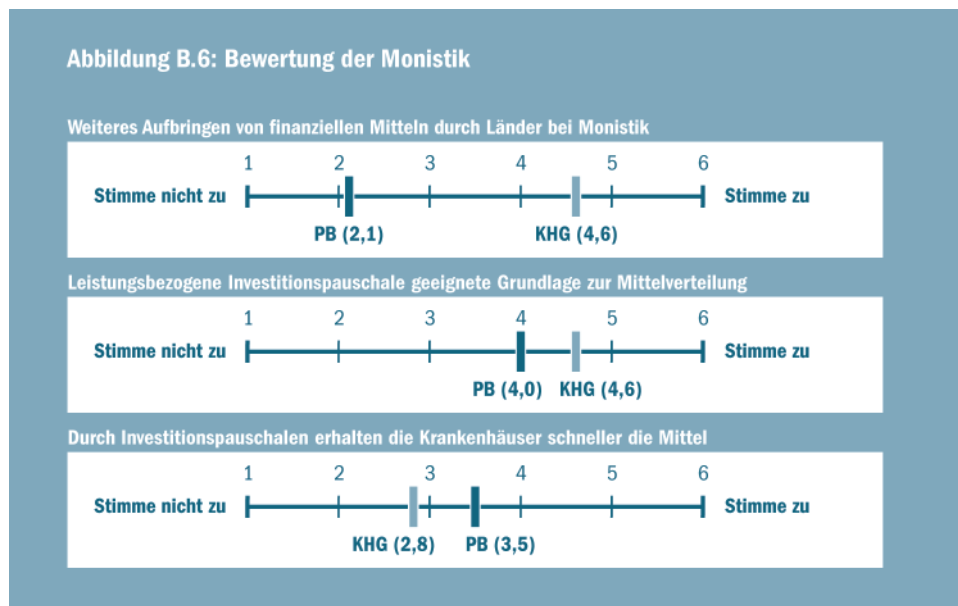 Abbildung B.6: Bewertung der Monistik
Weiteres Aufbringen von finanziellen Mitteln durch Länder bei Monistik
1 2 3 4 5 6
Stimme nicht zu Stimme zu
PB (2,1) KHG (4,6)
Leistungsbezogene Investitionspauschale geeignete Grundlage zur Mittelverteilung
1 2 3 4 5 6
Stimme nicht zu Stimme zu
PB (4,0) KHG (4,6)
Durch Investitionspauschalen erhalten die Krankenhäuser schneller die Mittel
1 2 3 4 5 6
Stimme nicht zu Stimme zu
KHG (2,8) PB (3,5)